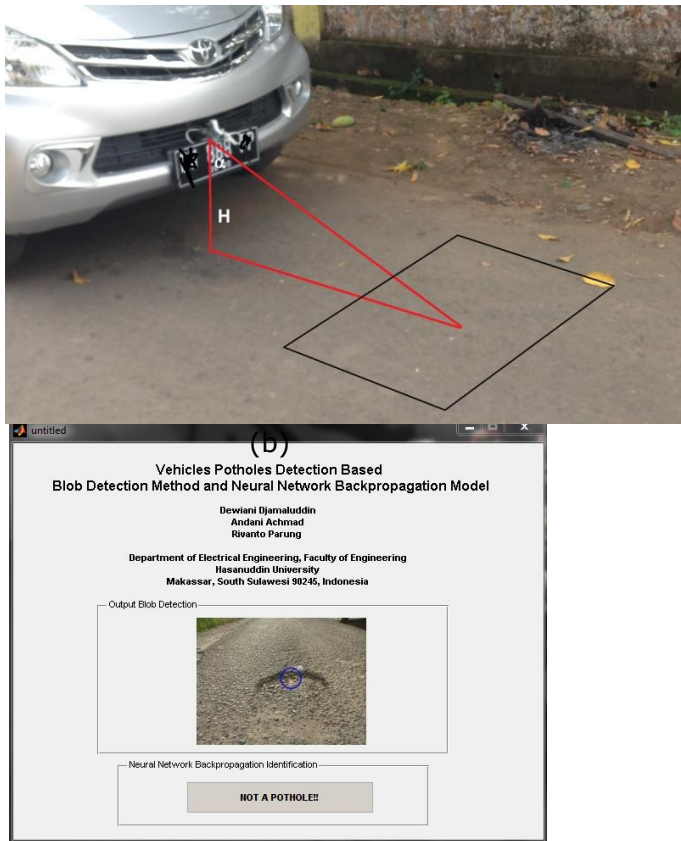 α
H
untitled
(b)
Vehicles Potholes Detection Based
Blob Detection Method and Neural Network Backpropagation Model
Dewiani Djamaluddin
Andani Achmad
Rivanto Parung
Department of Electrical Engineering, Faculty of Engineering
Hasanuddin University
Makassar, South Sulawesi 90245, Indonesia
Output Blob Detection
Neural Network Backpropagation Identification
NOT A POTHOLE!!